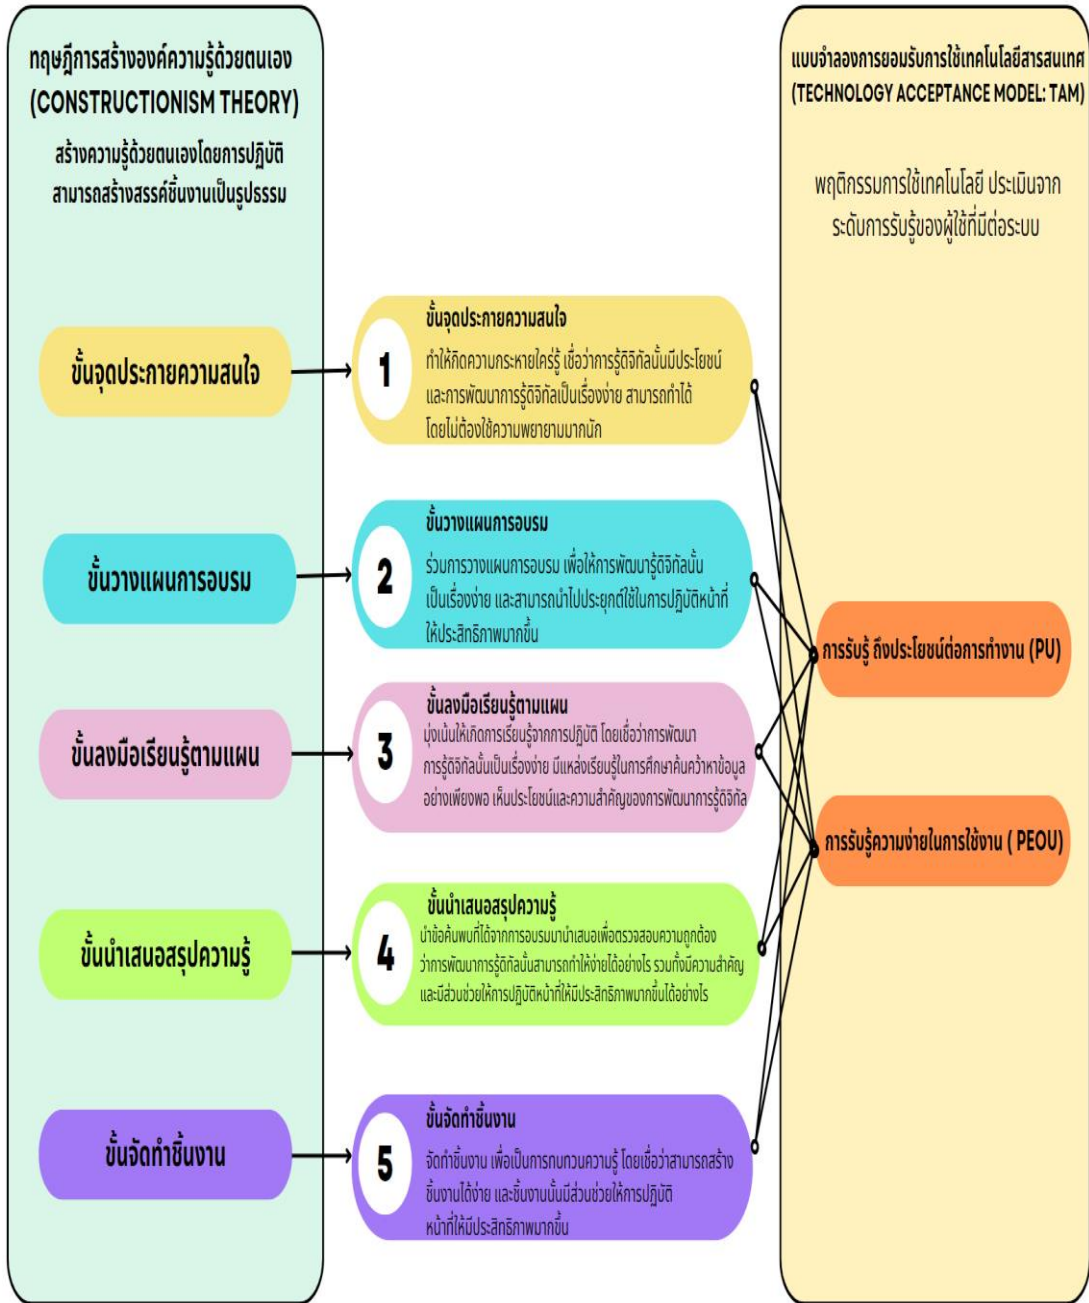 ทฤษฎีการสร้างองค์ความรู้ด้วยตนเอง
(CONSTRUCTIONISM THEORY)
สร้างความรู้ด้วยตนเองโดยการปฏิบัติ
สามารถสร้างสรรค์ชิ้นงานเป็นรูปธรรม
ขั้นจุดประกายความสนใจ
ขั้นวางแผนการอบรม
ขั้นลงมือเรียนรู้ตามแผน
ขั้นนำเสนอสรุปความรู้
ขั้นจัดทำชิ้นงาน
1
ขั้นจุดประกายความสนใจ
ทำให้กิดความกระหายใคร่รู้ เชื่อว่าการรู้ดิจิทัลนั้นมีประโยชน์
และการพัฒนาการรู้ดิจิทัลเป็นเรื่องง่าย สามารถทำได้
โดยไม่ต้องใช้ความพยายามมากนัก
2
ขั้นวางแผนการอบรม
ร่วมการวางแผนการอบรม เพื่อให้การพัฒนารู้ดิจิทัลนั้น
เป็นเรื่องง่าย และสามารถนำไปประยุกต์ใช้ในการปฏิบัติหน้าที่
ให้ประสิทธิภาพมากขึ้น
3
ขั้นลงมือเรียนรู้ตามแผน
มุ่งเน้นให้เกิดการเรียนรู้จากการปฏิบัติ โดยเชื่อว่าการพัฒนา
การรู้ดิจิทัลนั้นเป็นเรื่องง่าย มีแหล่งเรียนรู้ในการศึกษาค้นคว้าหาข้อมูล
อย่างเพียงพอ เห็นประโยชน์และความสำคัญของการพัฒนาการรู้ดิจิทัล
4
ขั้นนำเสนอสรุปความรู้
นำข้อค้นพบที่ได้จากการอบรมมานำเสนอเพื่อตรวจสอบความถูกต้อง
ว่าการพัฒนาการรู้ดิจิทัลนั้นสามารถทำให้ง่ายได้อย่างไร รวมทั้งมีความสำคัญ
และมีส่วนช่วยให้การปฏิบัติหน้าที่ให้มีประสิทธิภาพมากขึ้นได้อย่างไร
5
ขั้นจัดทำชิ้นงาน
จัดทำชิ้นงาน เพื่อเป็นการทบทวนความรู้ โดยเชื่อว่าสามารถสร้าง
ชิ้นงานได้ง่าย และชิ้นงานนั้นมีส่วนช่วยให้การปฏิบัติ
หน้าที่ให้มีประสิทธิภาพมากขึ้น
แบบจำลองการยอมรับการใช้เทคโนโลยีสารสนเทศ
(TECHNOLOGY ACCEPTANCE MODEL: TAM)
พฤติกรรมการใช้เทคโนโลยี ประเมินจาก
ระดับการรับรู้ของผู้ใช้ที่มีต่อระบบ
การรับรู้ ถึงประโยชน์ต่อการทำงาน (PU)
การรับรู้ความง่ายในการใช้งาน ( PEOU)